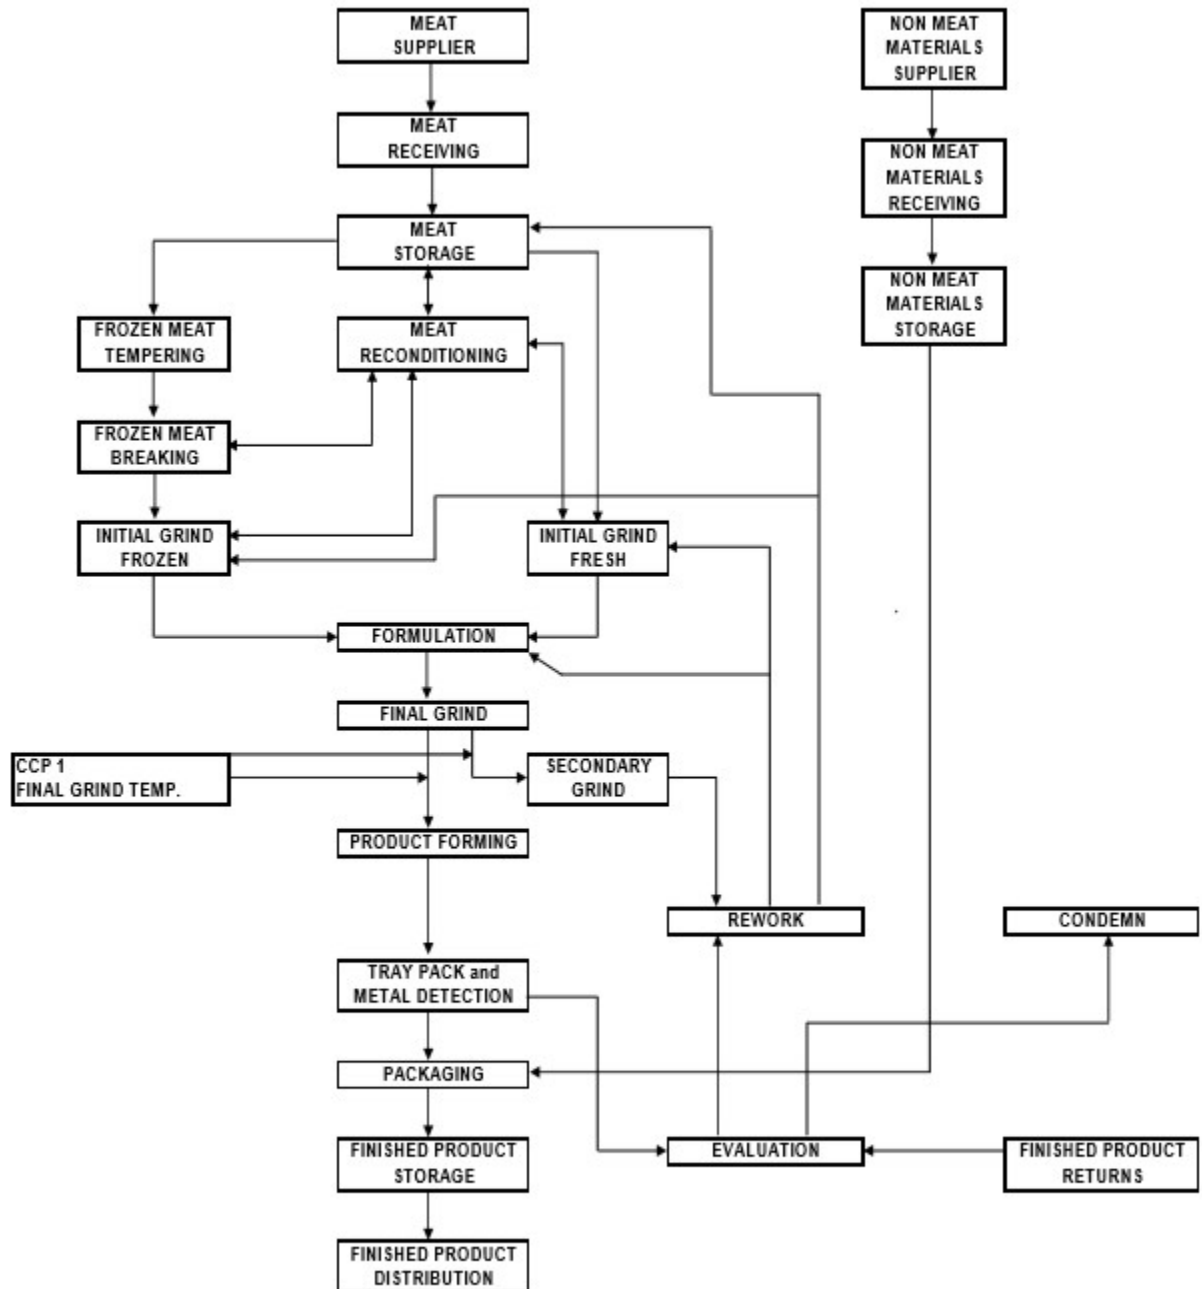 MEAT
SUPPLIER
NON MEAT
MATERIALS
SUPPLIER
MEAT
RECEIVING
NON MEAT
MATERIALS
RECEIVING
MEAT
STORAGE
NON MEAT
MATERIALS
STORAGE
FROZEN MEAT
TEMPERING
MEAT
RECONDITIONING
FROZEN MEAT
BREAKING
INITIAL GRIND
FROZEN
INITIAL GRIND
FRESH
FORMULATION
FINAL GRIND
CCP 1
FINAL GRIND TEMP.
SECONDARY
GRIND
PRODUCT FORMING
REWORK
CONDEMN
TRAY PACK and
METAL DETECTION
PACKAGING
FINISHED PRODUCT
STORAGE
EVALUATION
FINISHED PRODUCT
RETURNS
FINISHED PRODUCT
DISTRIBUTION